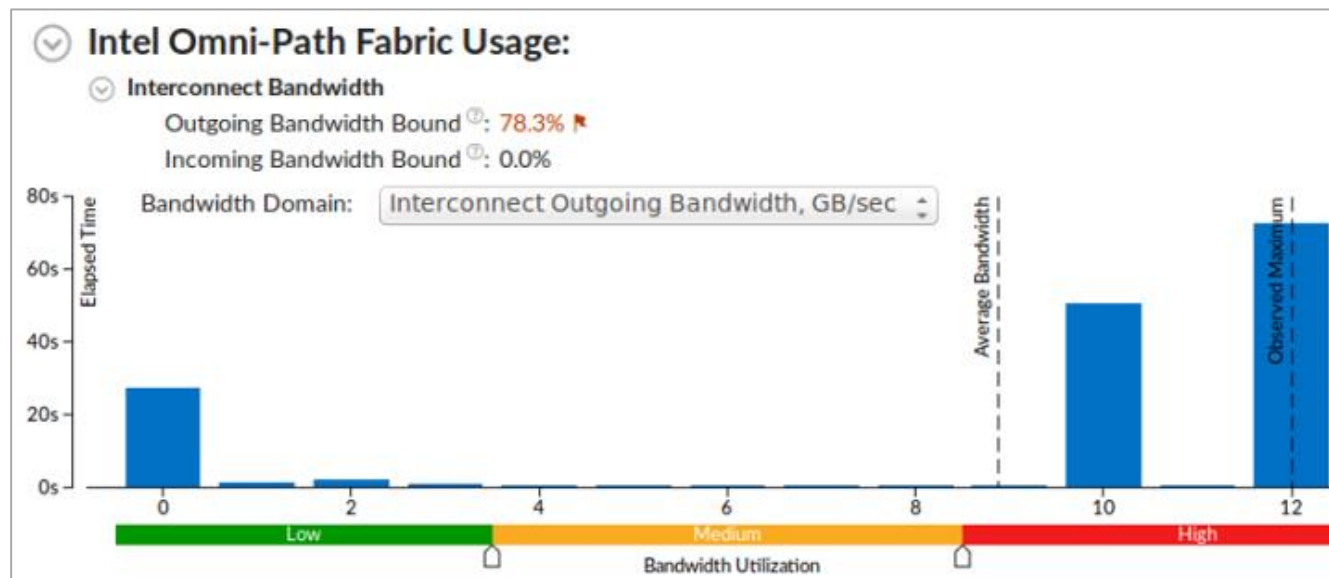 Intel Omni-Path Fabric Usage:
Interconnect Bandwidth
Outgoing Bandwidth Bound ?: 78.3%
Incoming Bandwidth Bound ?: 0.0%
Bandwidth Domain: Interconnect Outgoing Bandwidth, GB/sec
80s
60s
40s
20s
0s
Elapsed Time
Average Bandwidth
Observed Maximum
0 2 4 6 8 10 12
Low Medium High
Bandwidth Utilization